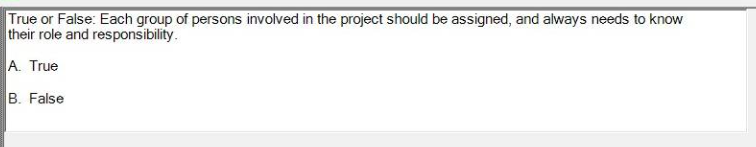 True or False: Each group of persons involved in the project should be assigned, and always needs to know
their role and responsibility.
A. True
B. False